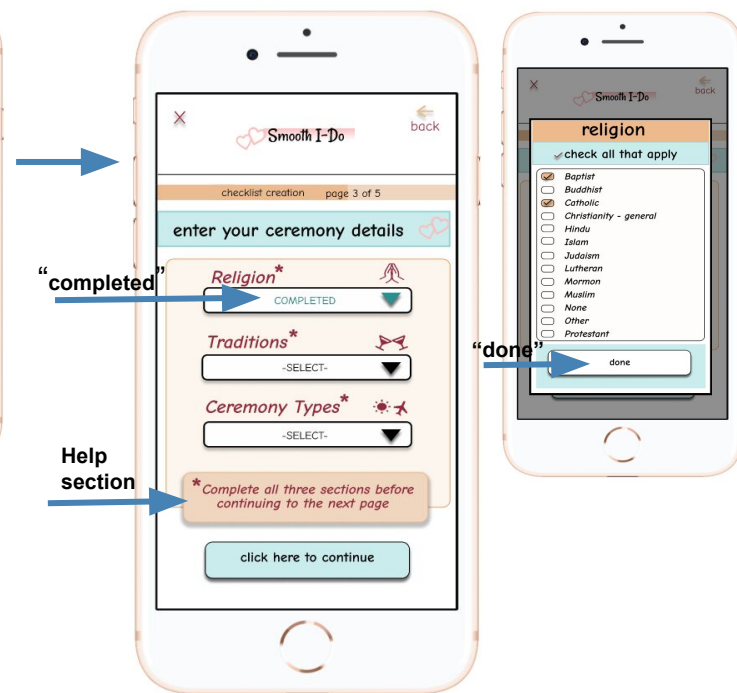 X
back
Smooth I-Do
checklist creation page 3 of 5
enter your ceremony details
Religion*
COMPLETED
Traditions*
-SELECT-
Ceremony Types*
-SELECT-
*Complete all three sections before
continuing to the next page
click here to continue
“completed”
Help
section
X
back
Smooth I-Do
religion
check all that apply
Baptist
Buddhist
Catholic
Christianity - general
Hindu
Islam
Judaism
Lutheran
Mormon
Muslim
None
Other
Protestant
done
“done”